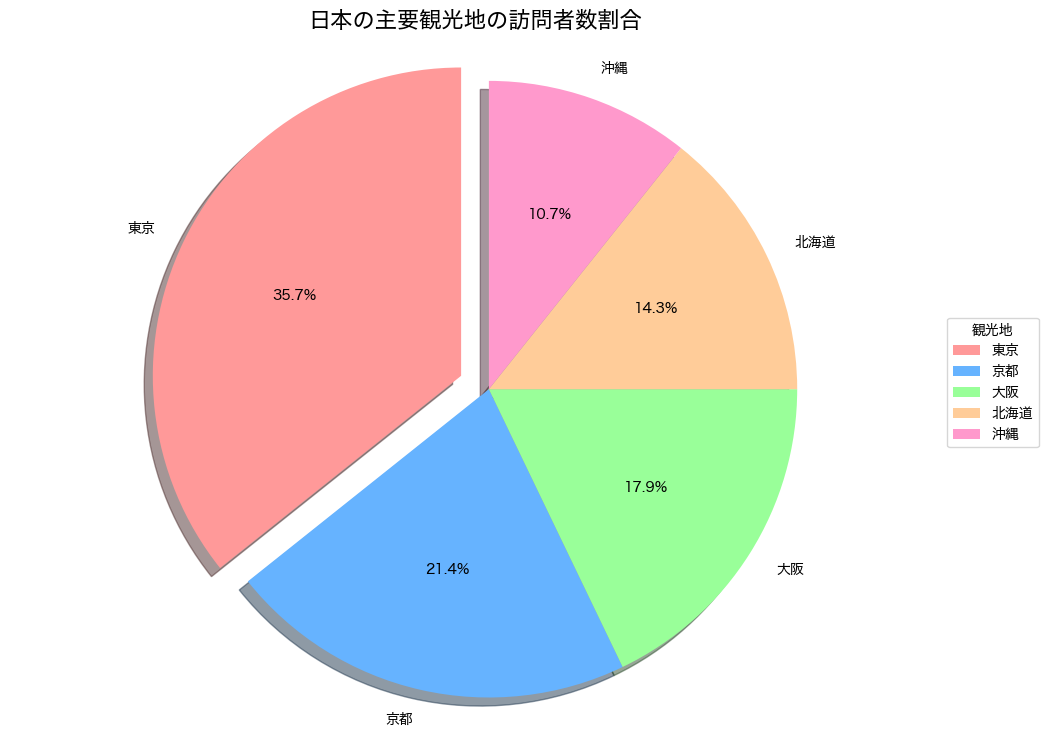 日本の主要観光地の訪問者数割合
沖縄
東京
北海道
10.7%
35.7%
14.3%
17.9%
21.4%
大阪
京都
観光地
東京
京都
大阪
北海道
沖縄